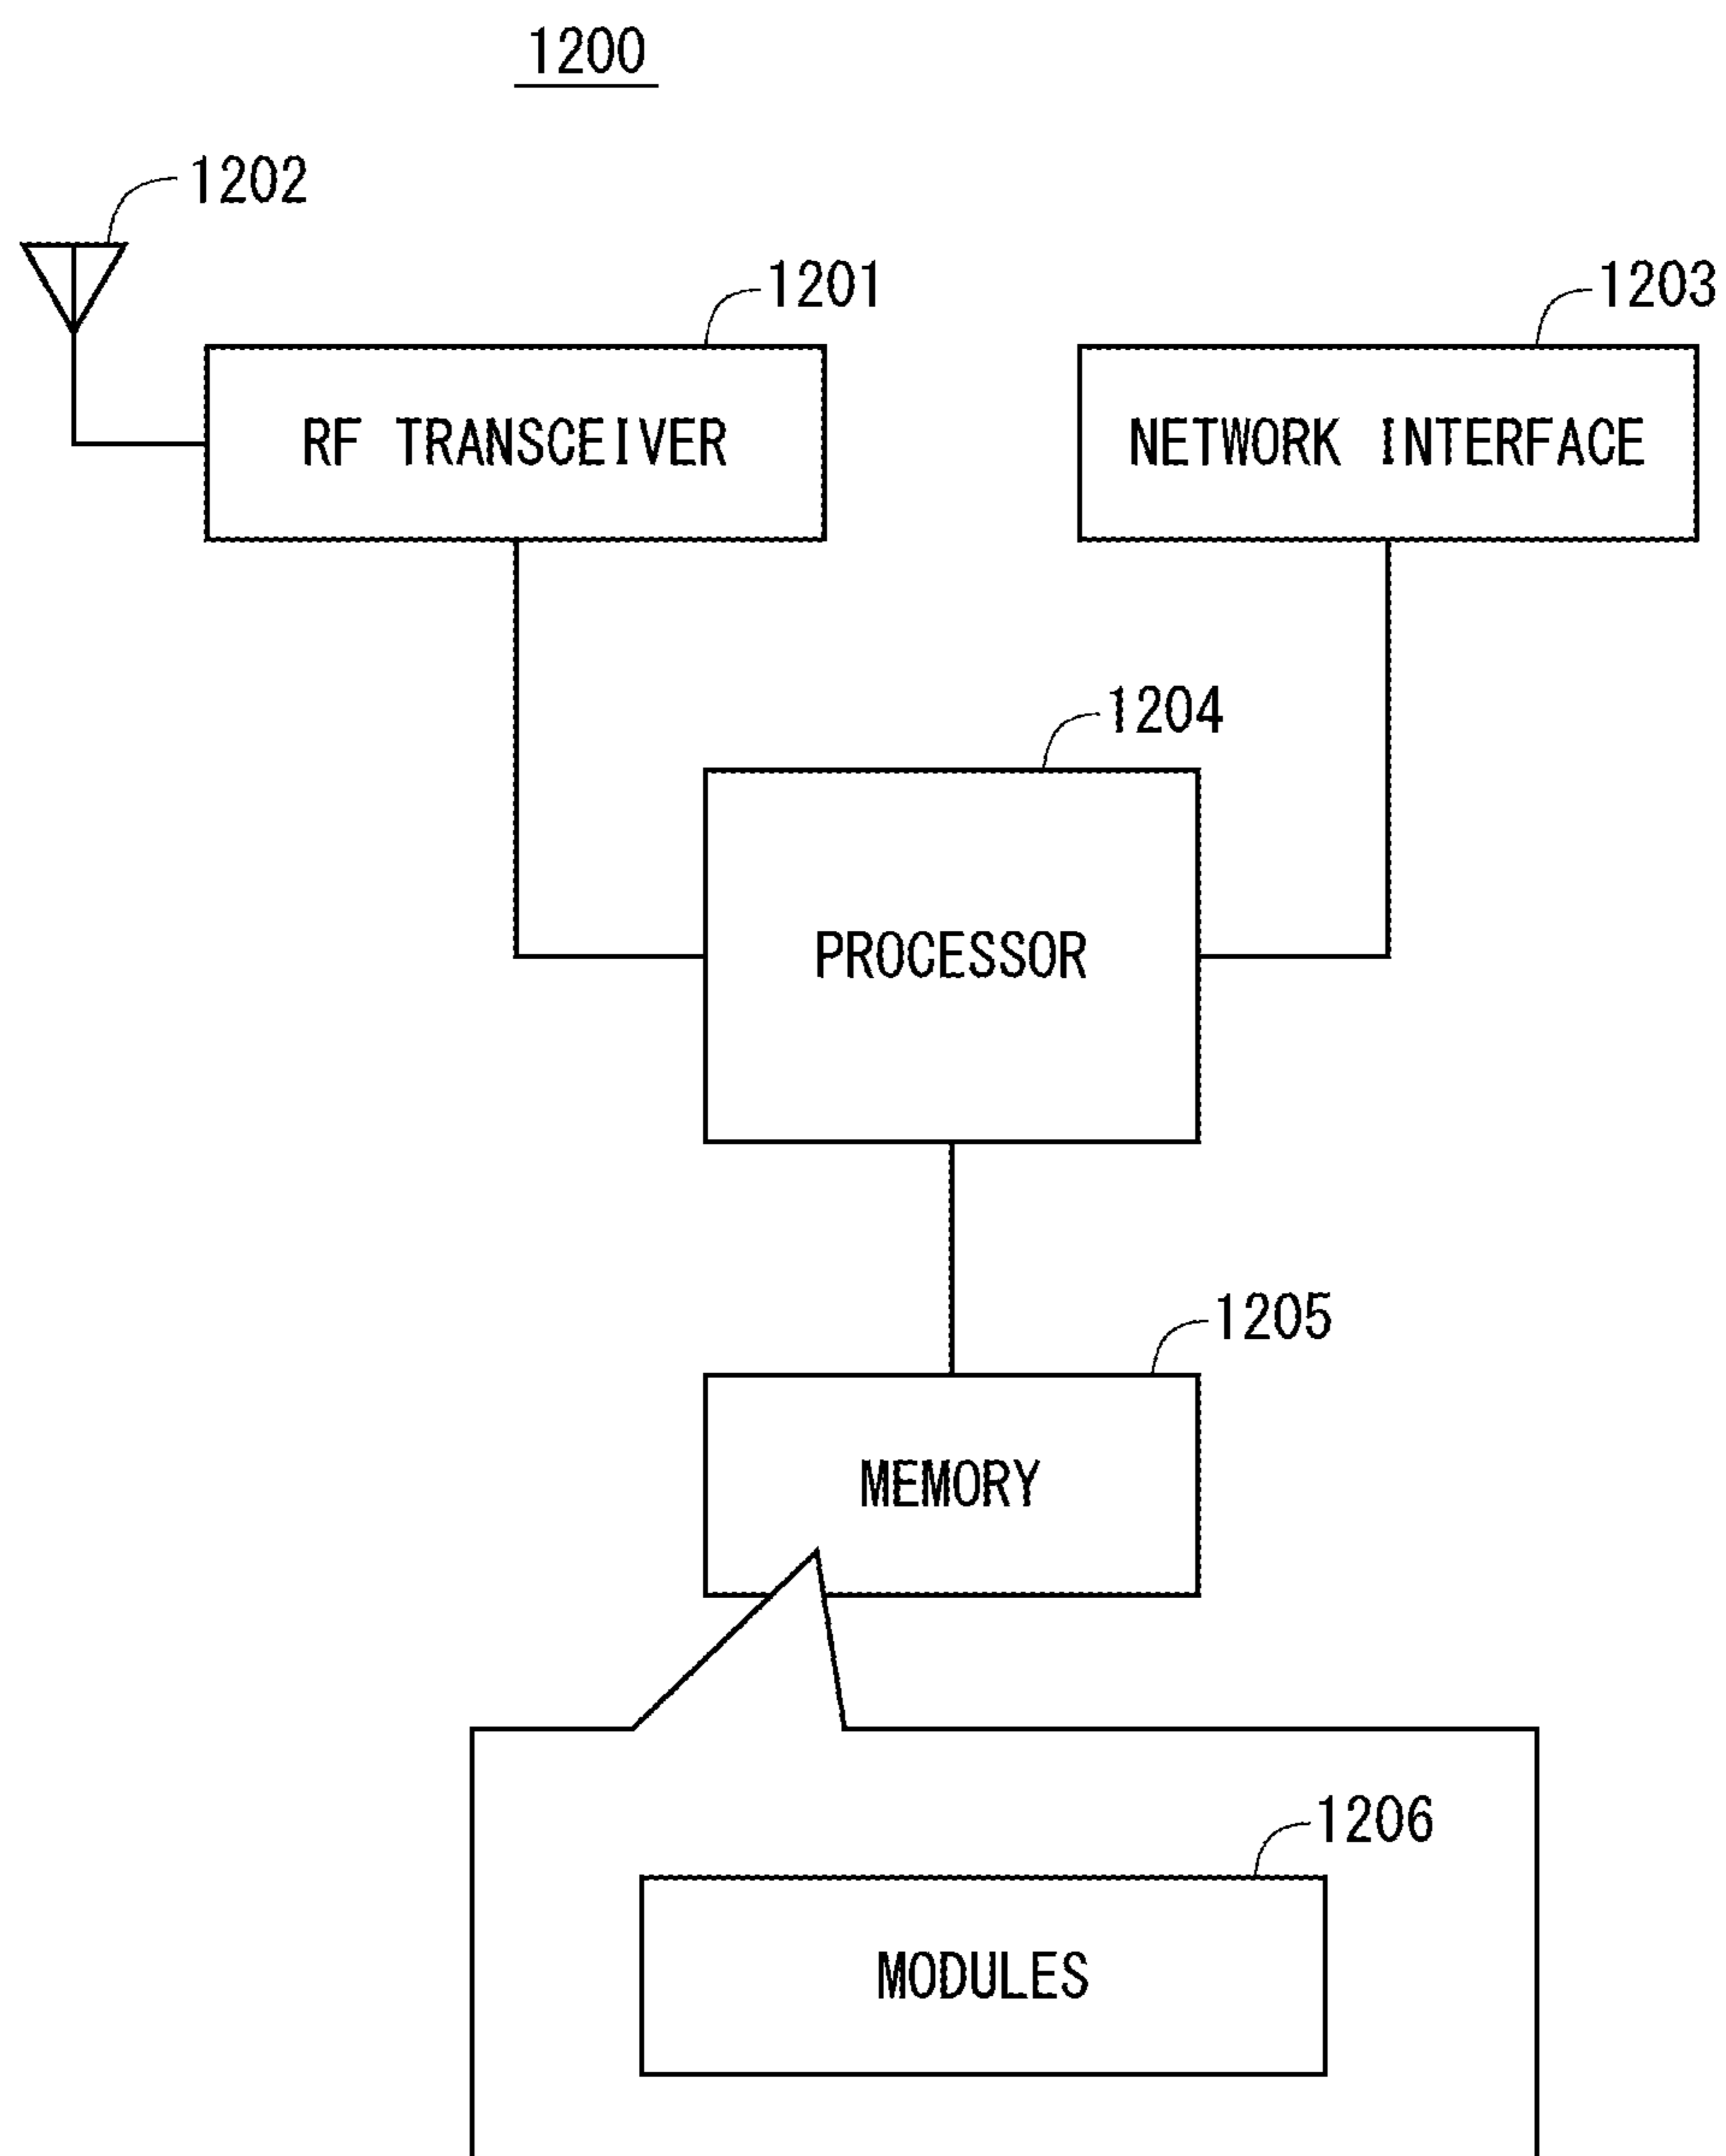 1200
1202
1201
1203
RF TRANSCEIVER
NETWORK INTERFACE
1204
PROCESSOR
1205
MEMORY
1206
MODULES